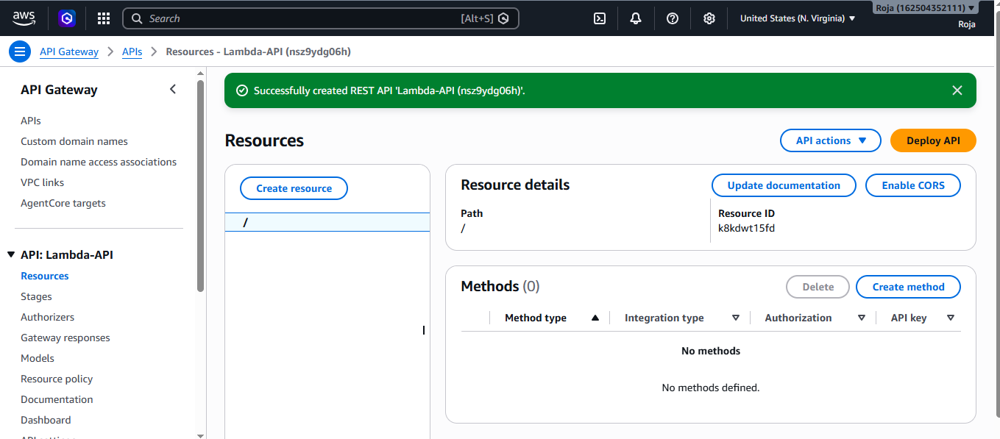 aws
Search [Alt+S]
United States (N. Virginia)
Roja (162504352111)
Roja
API Gateway
APIs
Resources - Lambda-API (nsz9ydg06h)
API Gateway
APIs
Custom domain names
Domain name access associations
VPC links
AgentCore targets
API: Lambda-API
Resources
Stages
Authorizers
Gateway responses
Models
Resource policy
Documentation
Dashboard
API settings
Successfully created REST API 'Lambda-API (nsz9ydg06h)'.
Resources
API actions
Deploy API
Create resource
/
Resource details
Update documentation
Enable CORS
Path
/
Resource ID
k8kdwt15fd
Methods (0)
Delete
Create method
Method type
Integration type
Authorization
API key
No methods
No methods defined.